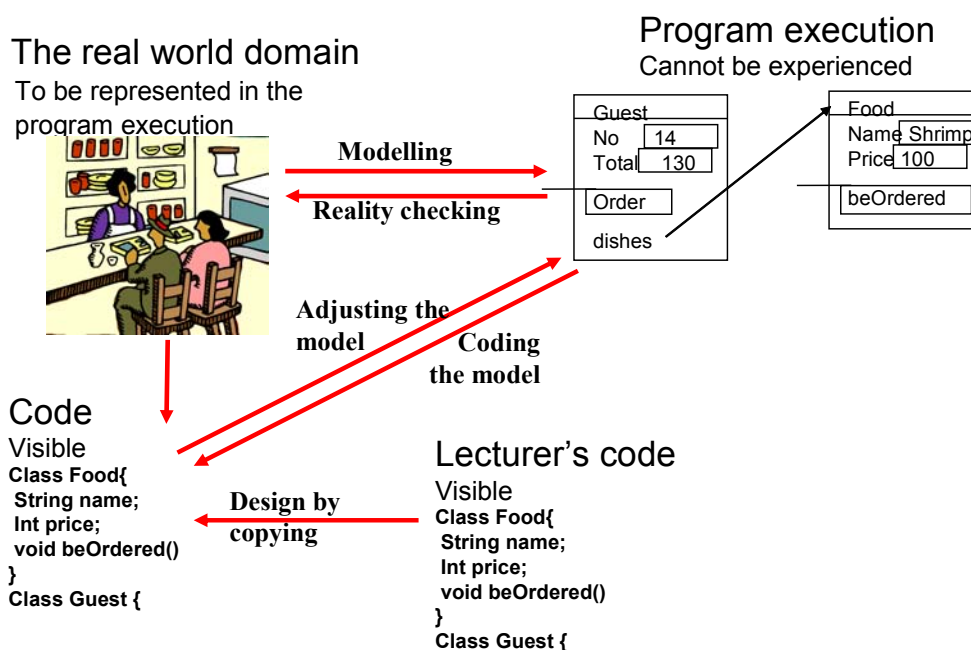 The real world domain
To be represented in the
program execution
Program execution
Cannot be experienced
Guest
No 14
Total 130
Order
dishes
Food
Name Shrimp
Price 100
beOrdered
Modelling
Reality checking
Adjusting the
model
Coding
the model
Code
Visible
Class Food{
String name;
Int price;
void beOrdered()
}
Class Guest {
Design by
copying
Lecturer’s code
Visible
Class Food{
String name;
Int price;
void beOrdered()
}
Class Guest {